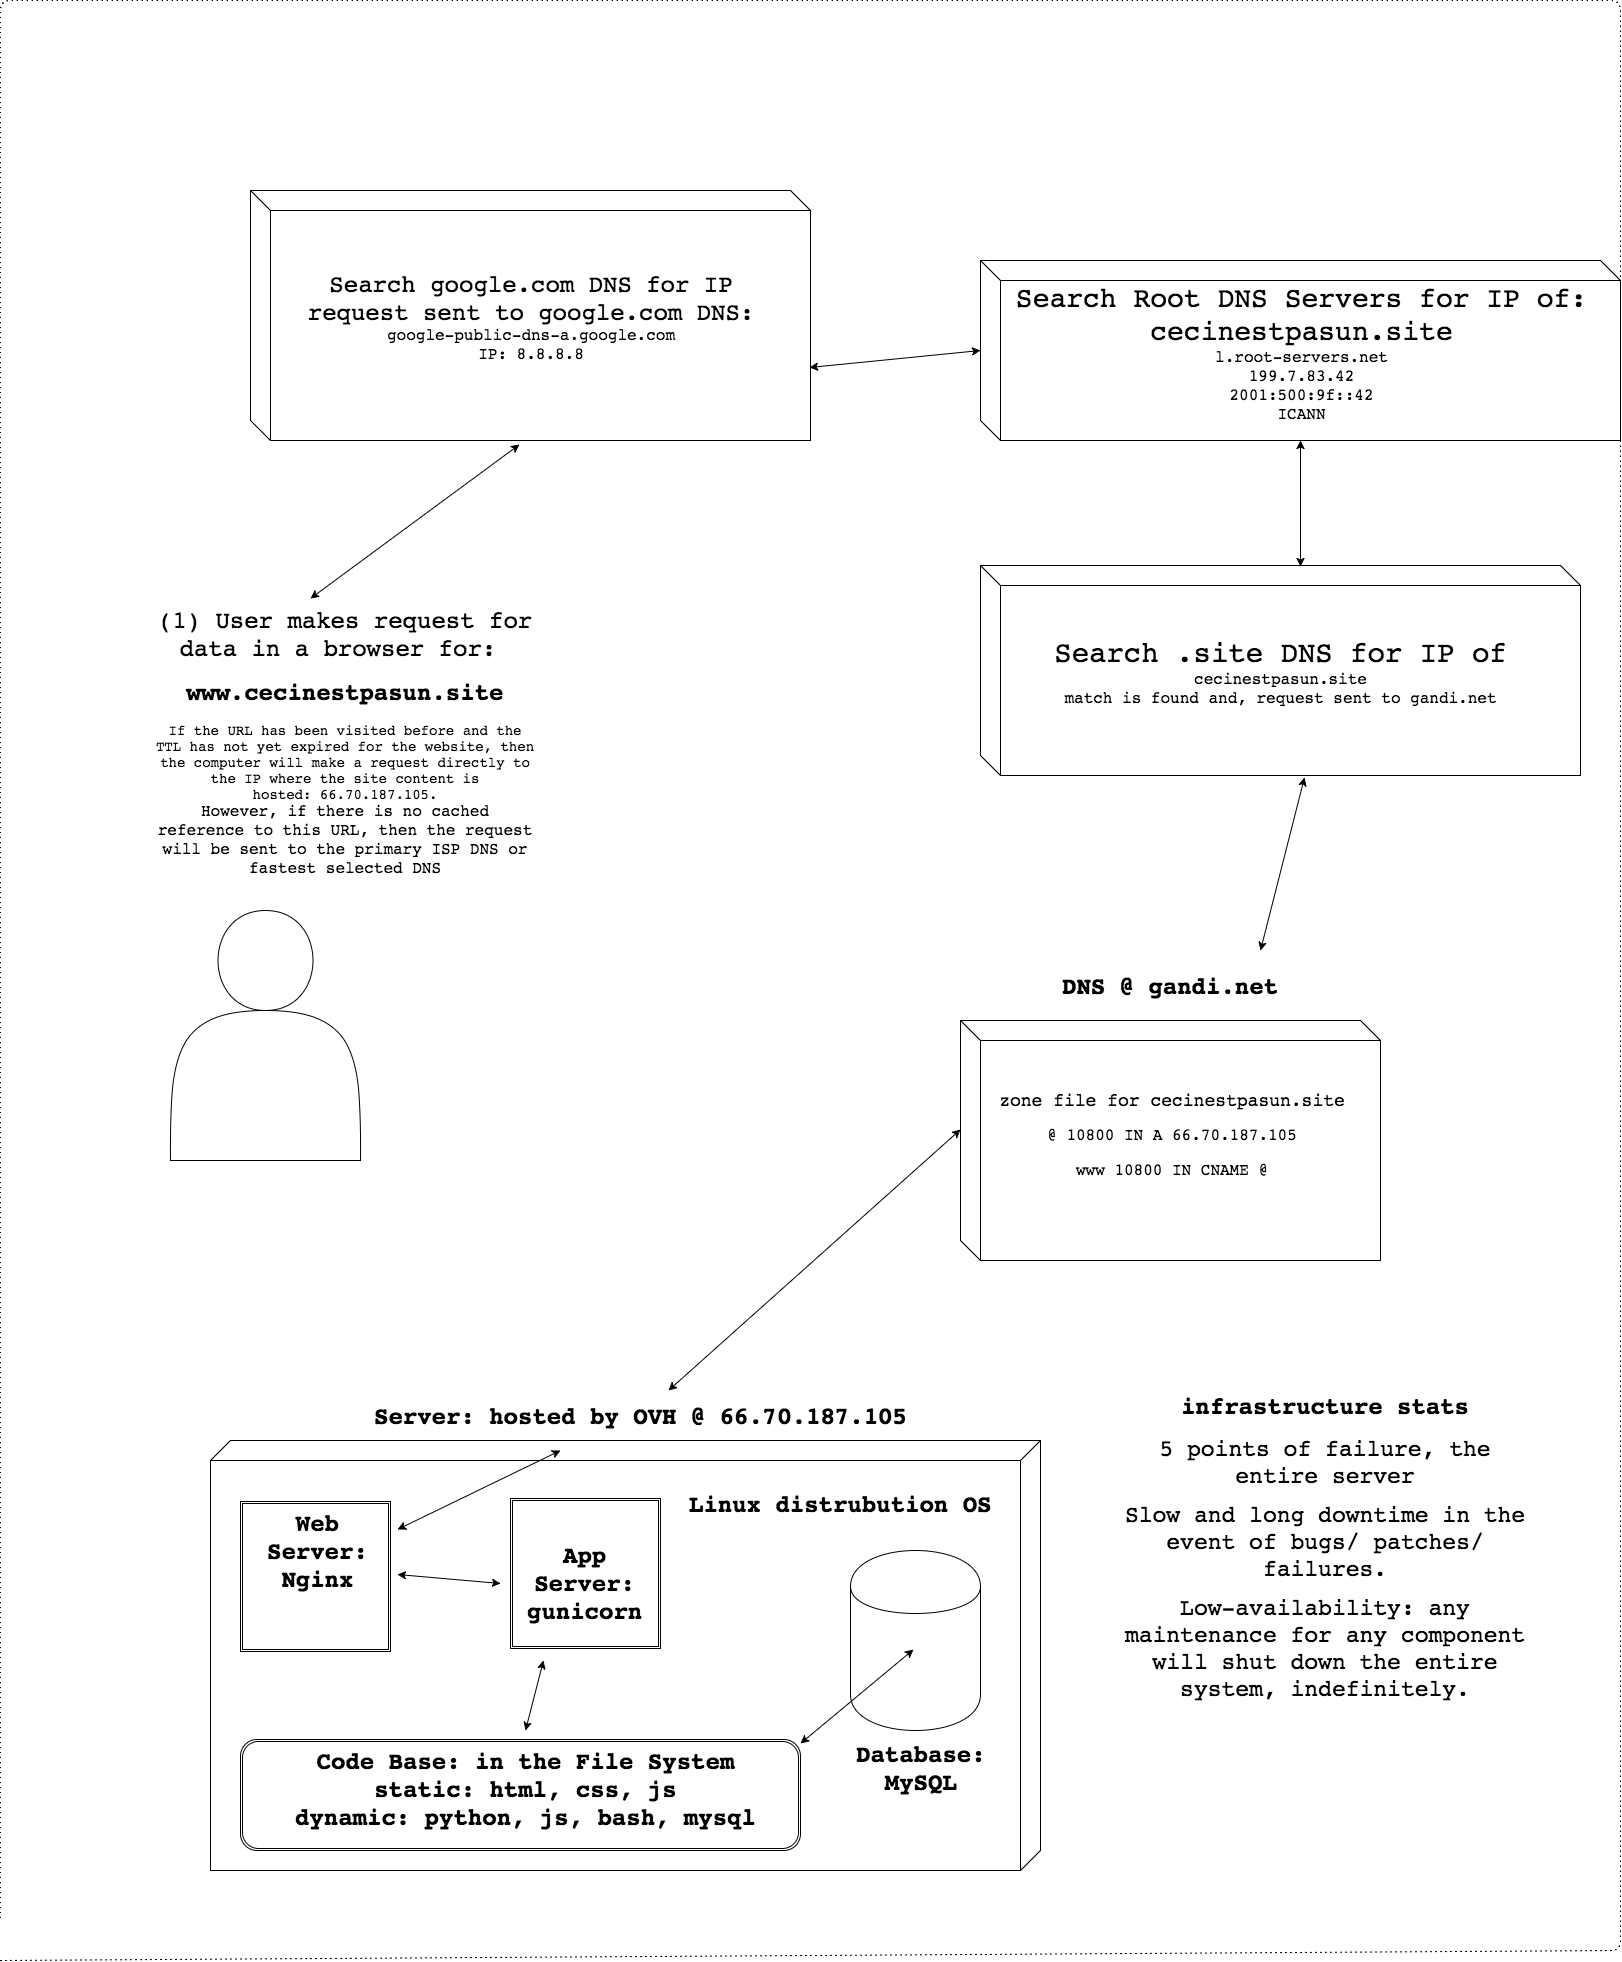 Search google.com DNS for IP
request sent to google.com DNS:
google-public-dns-a.google.com
IP: 8.8.8.8
Search Root DNS Servers for IP of:
cecinestpasun.site
l.root-servers.net
199.7.83.42
2001:500:9f::42
ICANN
(1) User makes request for
data in a browser for:
www.cecinestpasun.site
If the URL has been visited before and the
TTL has not yet expired for the website, then
the computer will make a request directly to
the IP where the site content is
hosted: 66.70.187.105.
However, if there is no cached
reference to this URL, then the request
will be sent to the primary ISP DNS or
fastest selected DNS
Search .site DNS for IP of
cecinestpasun.site
match is found and, request sent to gandi.net
DNS @ gandi.net
zone file for cecinestpasun.site
@ 10800 IN A 66.70.187.105
www 10800 IN CNAME @
Server: hosted by OVH @ 66.70.187.105
Linux distrubution OS
Web
Server:
Nginx
App
Server:
gunicorn
Code Base: in the File System
static: html, css, js
dynamic: python, js, bash, mysql
Database:
MySQL
infrastructure stats
5 points of failure, the
entire server
Slow and long downtime in the
event of bugs/ patches/
failures.
Low-availability: any
maintenance for any component
will shut down the entire
system, indefinitely.